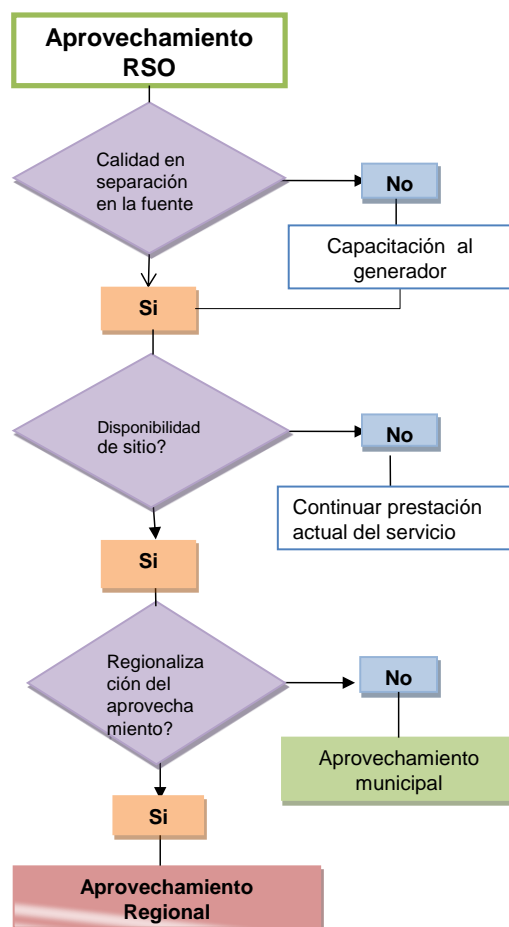 Aprovechamiento
RSO
Calidad en
separación
en la fuente
No
Capacitación al
generador
Si
Disponibilidad
de sitio?
No
Continuar prestación
actual del servicio
Si
Regionaliza
ción del
aprovecha
miento?
No
Aprovechamiento
municipal
Si
Aprovechamiento
Regional